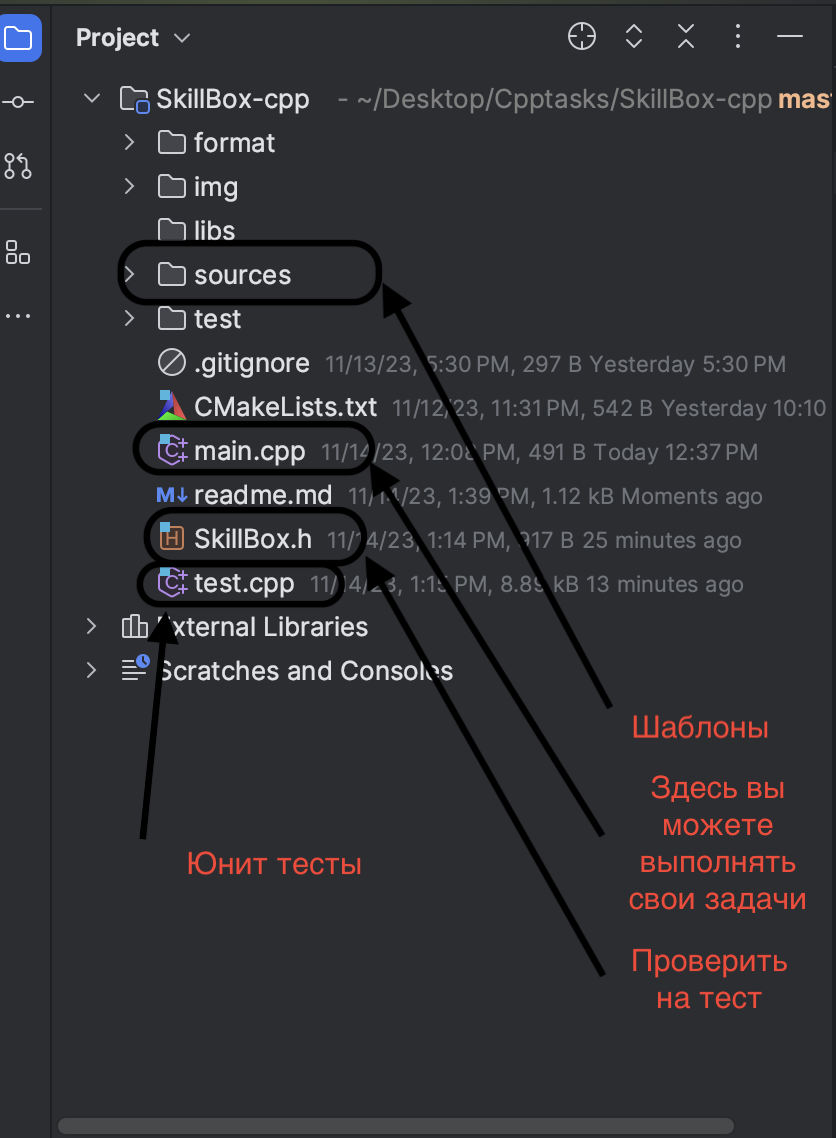 Project
SkillBox-cpp - ~/Desktop/Cpptasks/SkillBox-cpp mas
format
img
libs
sources
test
.gitignore 11/13/23, 5:30 PM, 297 B Yesterday 5:30 PM
CMakeLists.txt 11/12/23, 11:31 PM, 542 B Yesterday 10:10
main.cpp 11/14/23, 12:08 PM, 491 B Today 12:37 PM
readme.md 11/14/23, 1:39 PM, 1.12 kB Moments ago
SkillBox.h 11/14/23, 1:14 PM, 917 B 25 minutes ago
test.cpp 11/14/23, 1:15 PM, 8.89 kB 13 minutes ago
External Libraries
Scratches and Consoles
Шаблоны
Здесь вы
можете
выполнять
свои задачи
Юнит тесты
Проверить
на тест